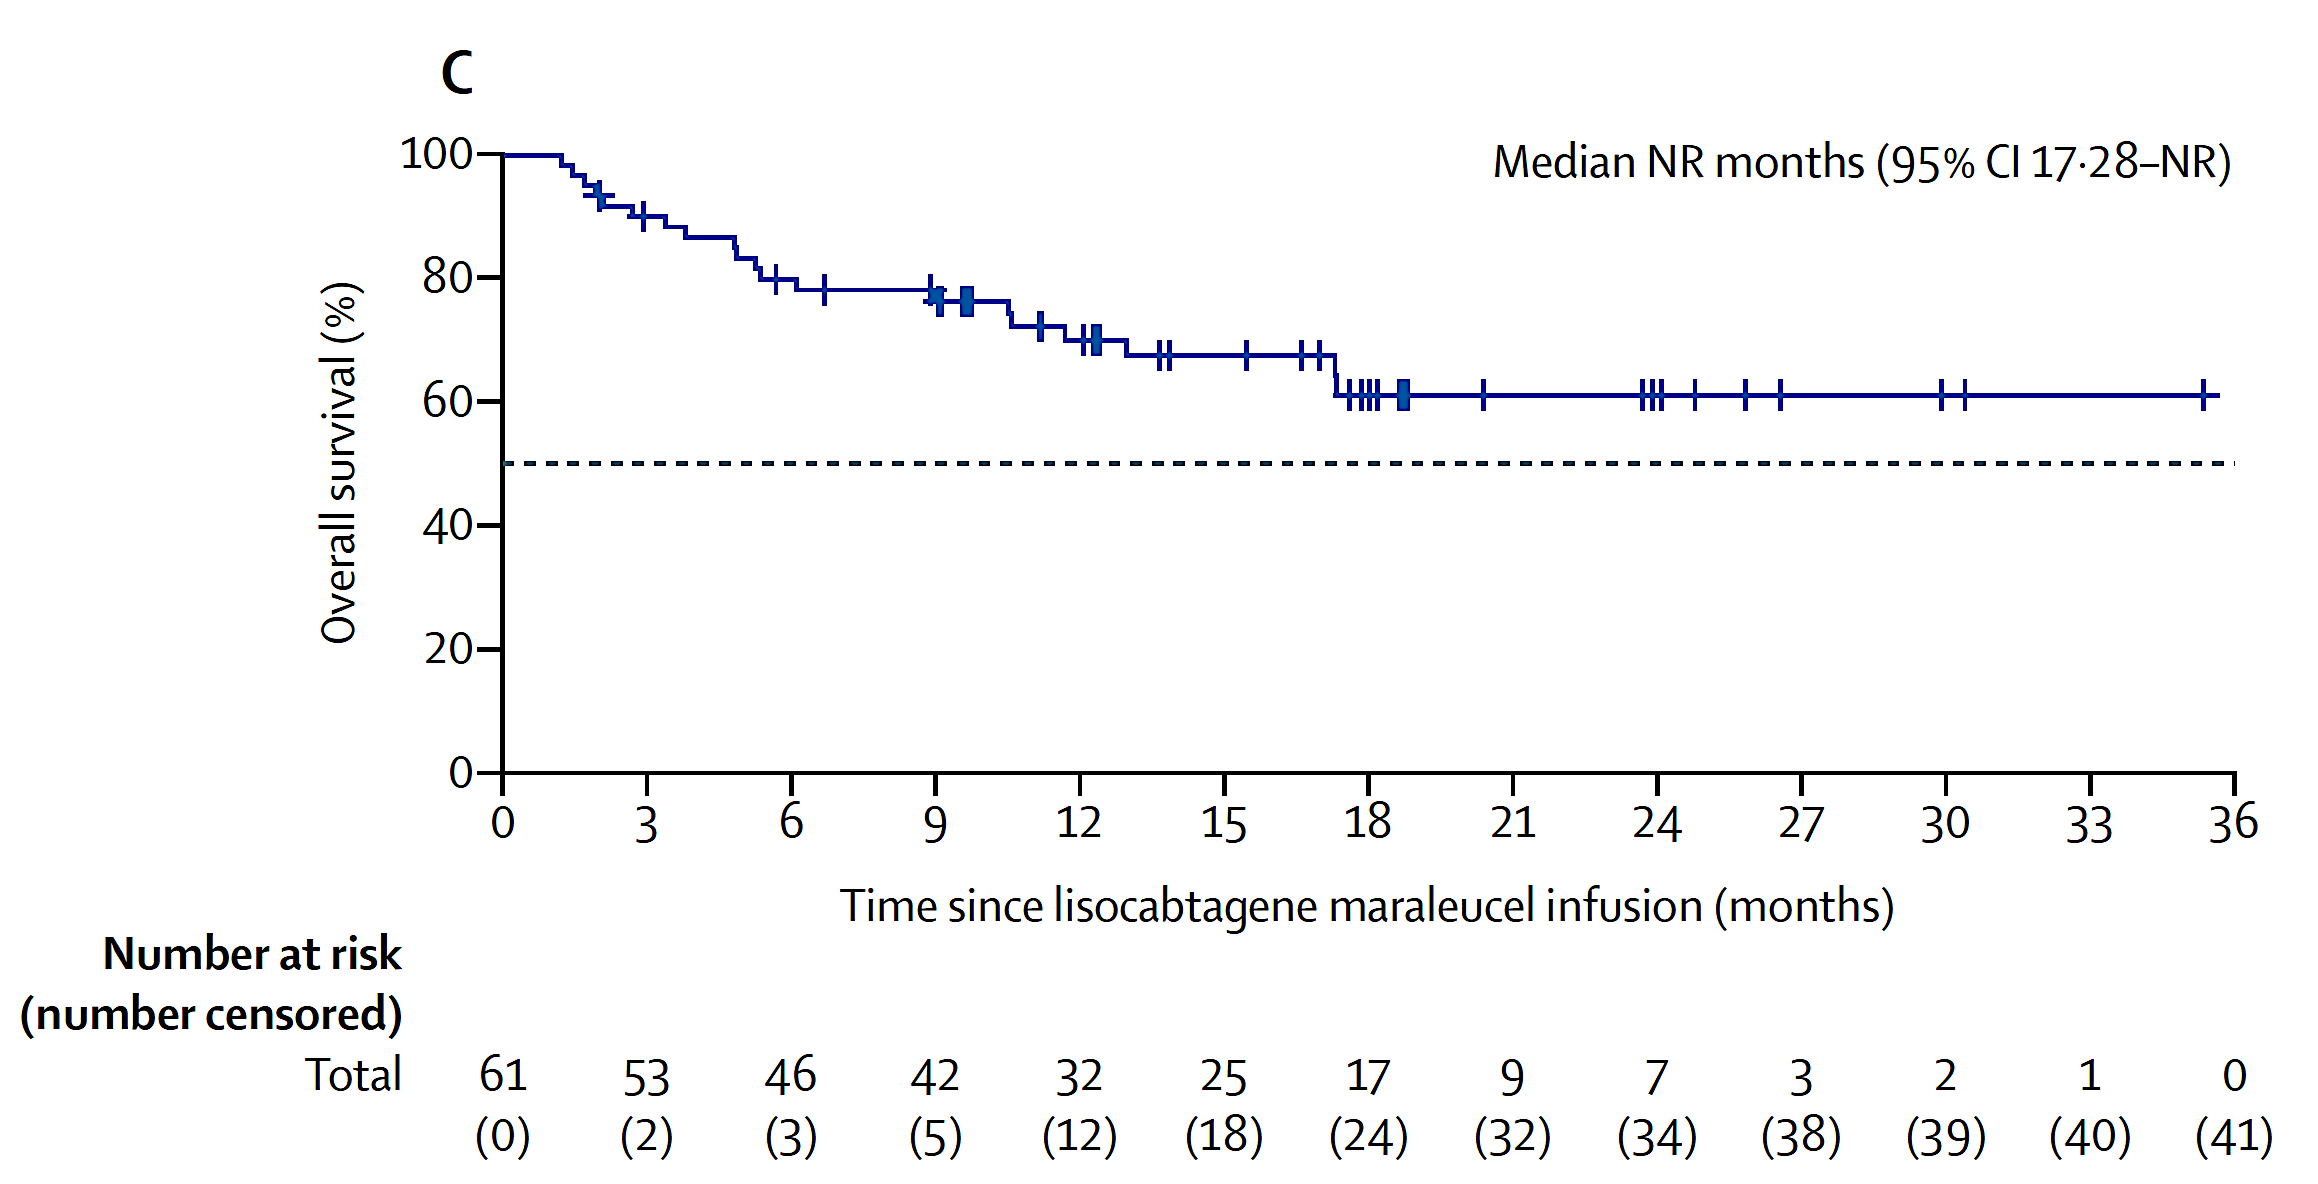 C
Median NR months (95% CI 17·28–NR)
Overall survival (%)
100
80
60
40
20
0
0 3 6 9 12 15 18 21 24 27 30 33 36
Time since lisocabtagene maraleucel infusion (months)
Number at risk
(number censored)
Total 61 53 46 42 32 25 17 9 7 3 2 1 0
(0) (2) (3) (5) (12) (18) (24) (32) (34) (38) (39) (40) (41)